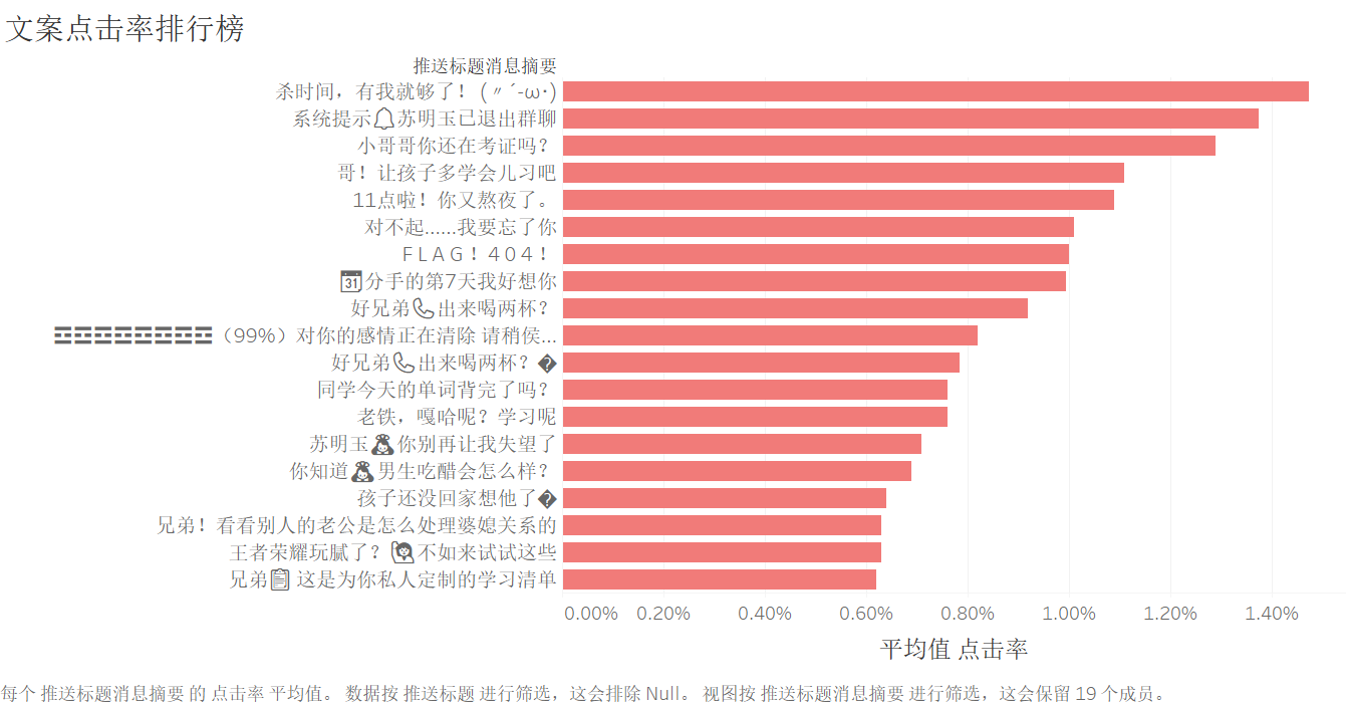 文案点击率排行榜
推送标题消息摘要
杀时间，有我就够了！(〃´-ω･)
系统提示🔔苏明玉已退出群聊
小哥哥你还在考证吗？
哥！让孩子多学会儿习吧
11点啦！你又熬夜了。
对不起......我要忘了你
ＦＬＡＧ！４０４！
📅分手的第7天我好想你
好兄弟📞出来喝两杯？
☲☲☲☲☲☲☲☲（99%）对你的感情正在清除 请稍侯...
好兄弟📞出来喝两杯？�
同学今天的单词背完了吗？
老铁，嘎哈呢？学习呢
苏明玉👼你别再让我失望了
你知道👼男生吃醋会怎么样？
孩子还没回家想他了�
兄弟！看看别人的老公是怎么处理婆媳关系的
王者荣耀玩腻了？🙋不如来试试这些
兄弟📋 这是为你私人定制的学习清单
0.00% 0.20% 0.40% 0.60% 0.80% 1.00% 1.20% 1.40%
平均值 点击率
每个 推送标题消息摘要 的 点击率 平均值。 数据按 推送标题 进行筛选，这会排除 Null。 视图按 推送标题消息摘要 进行筛选，这会保留 19 个成员。